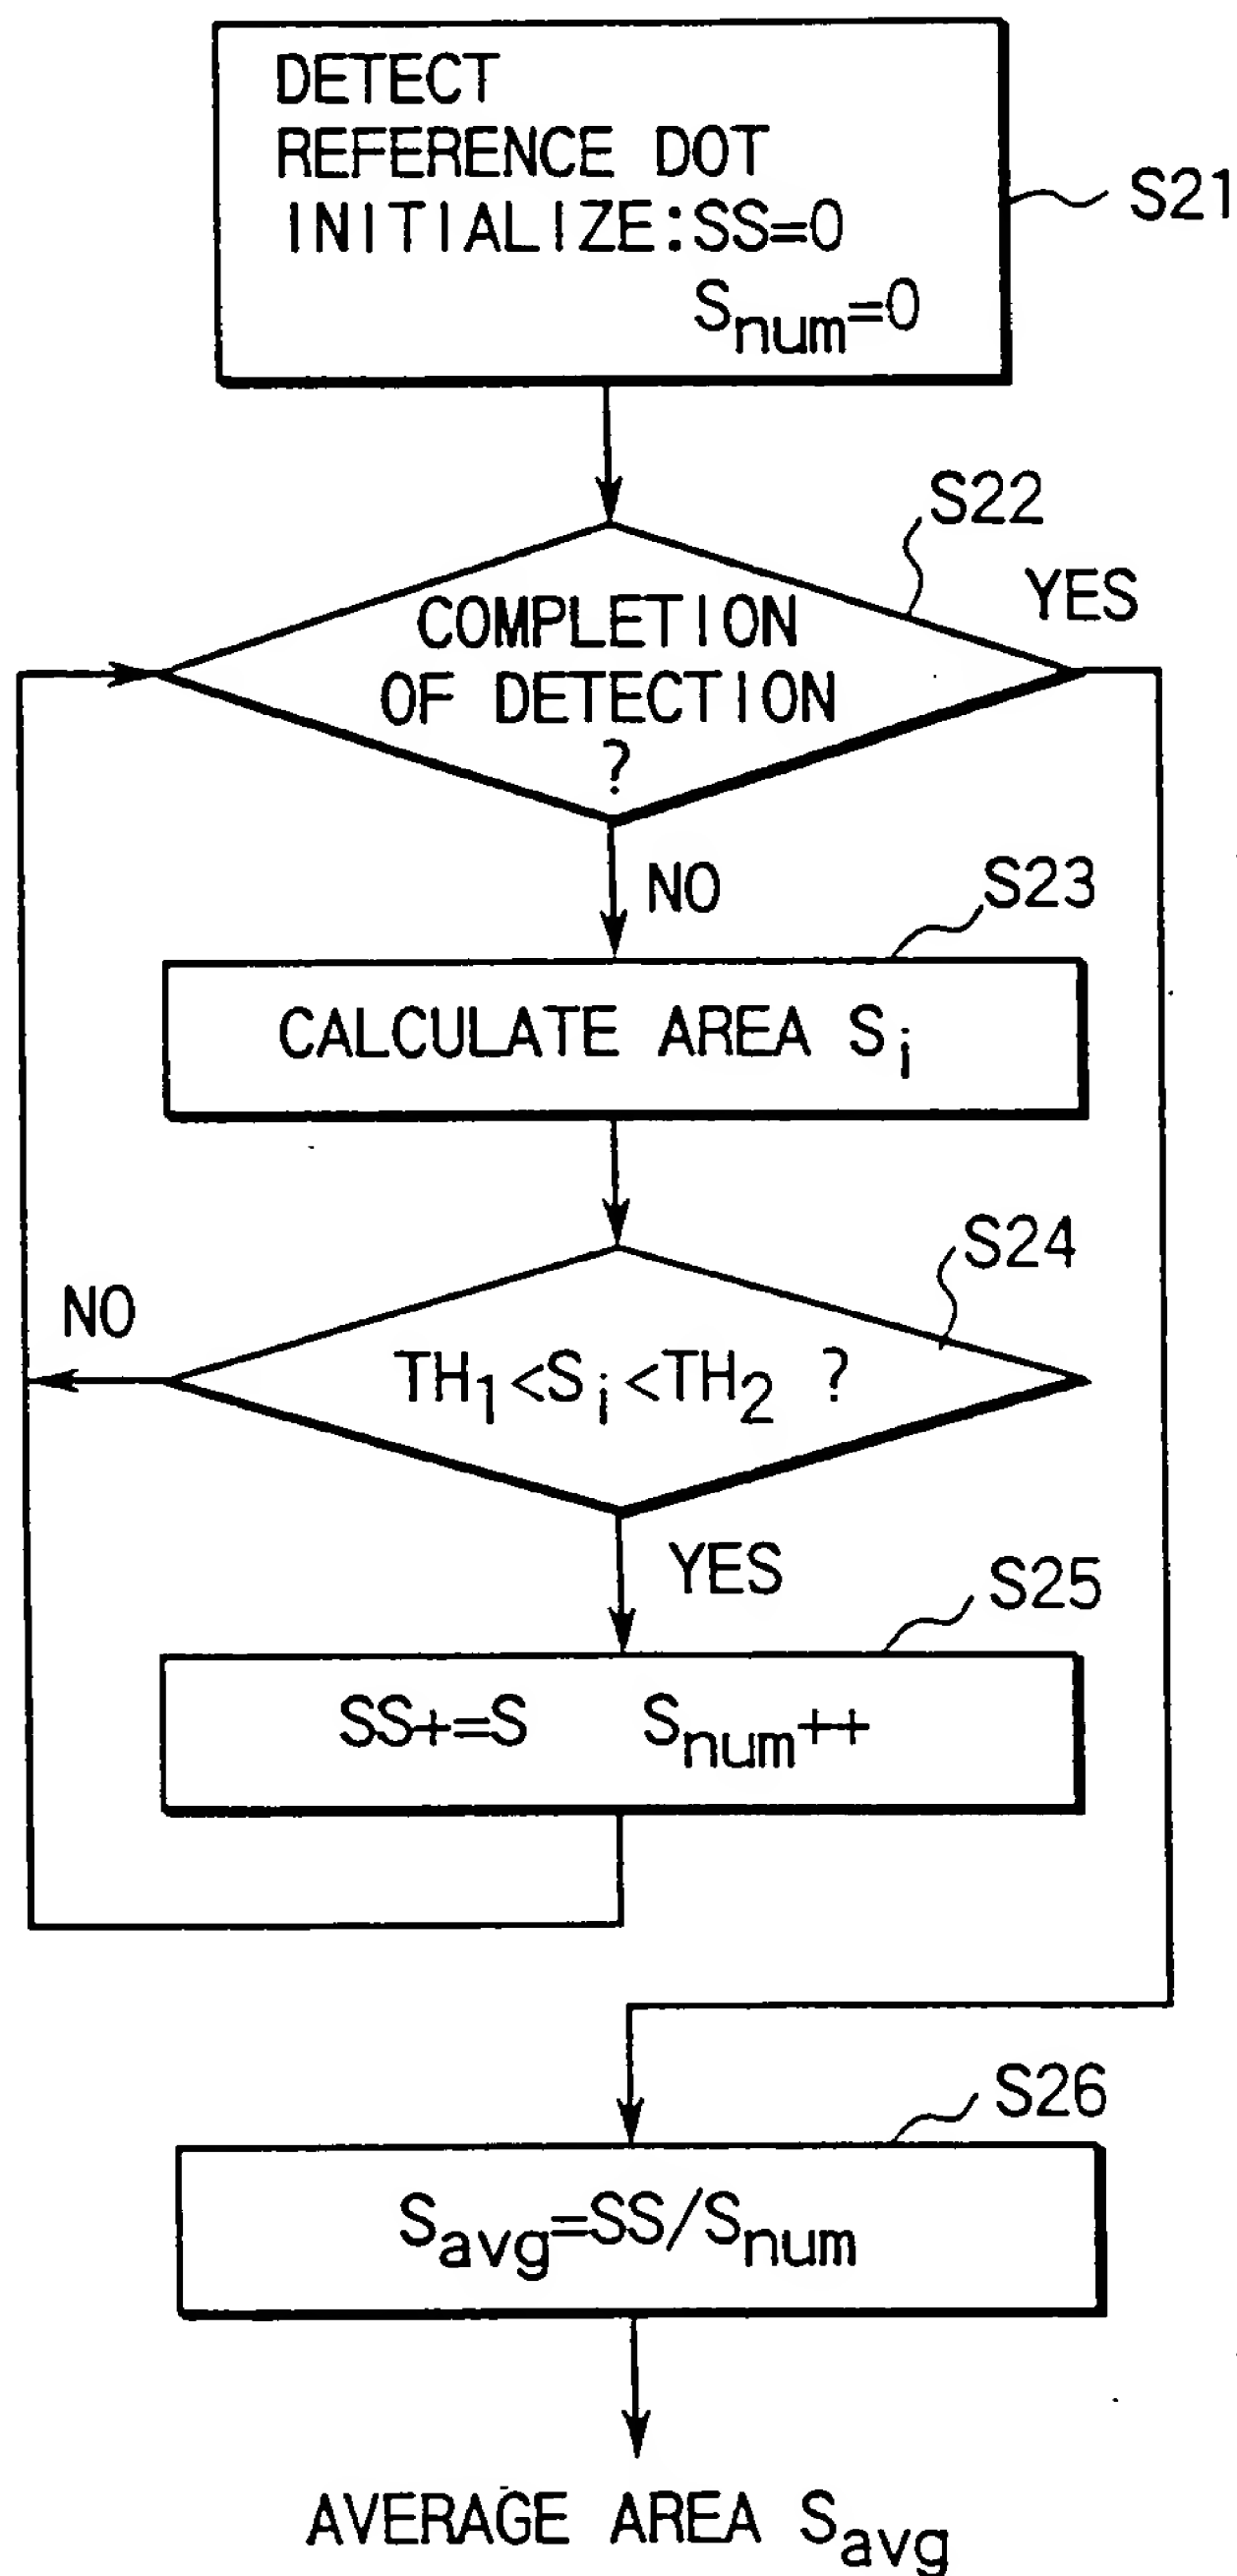 DETECT
REFERENCE DOT
INITIALIZE:SS=0
Snum=0
S21
S22
YES
COMPLETION
OF DETECTION
?
NO
S23
CALCULATE AREA Si
S24
NO
TH1<Si<TH2 ?
YES
S25
SS+=S Snum++
S26
Savg=SS/Snum
AVERAGE AREA Savg